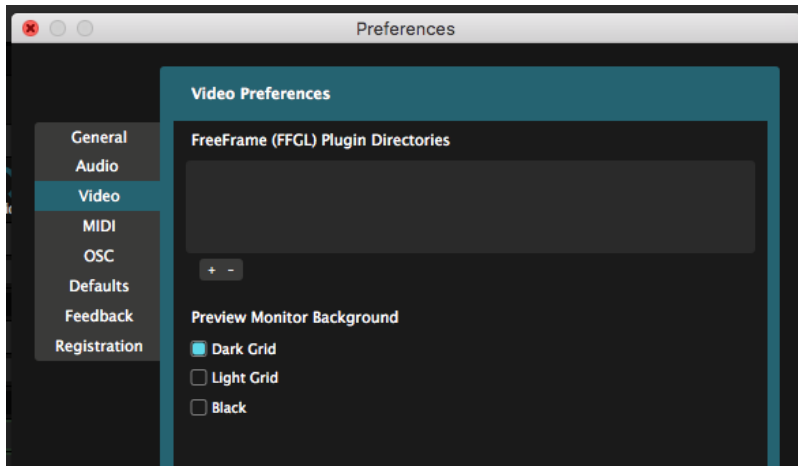 Preferences
Video Preferences
General
Audio
Video
MIDI
OSC
Defaults
Feedback
Registration
FreeFrame (FFGL) Plugin Directories
+ -
Preview Monitor Background
Dark Grid
Light Grid
Black